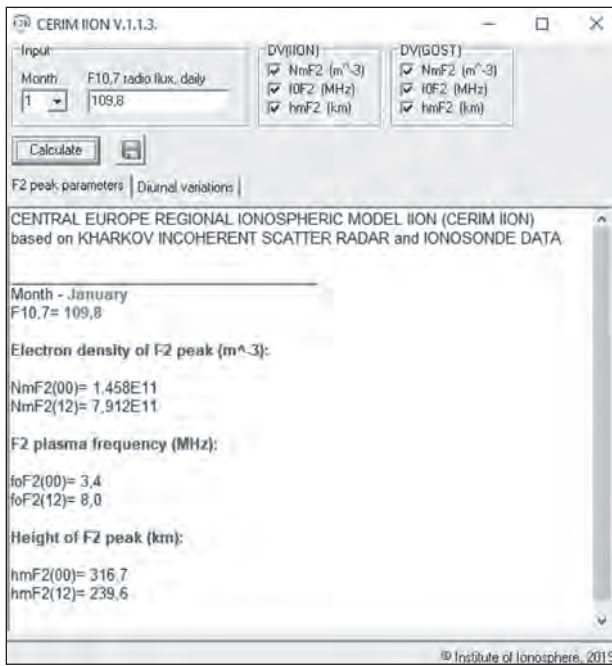 CERIM IION V.1.1.3.
Input
Month
F10,7 radio flux, daily
1
109,8
DV(IION)
NmF2 (m^-3)
f0F2 (MHz)
hmF2 (km)
DV(GOST)
NmF2 (m^-3)
f0F2 (MHz)
hmF2 (km)
Calculate
F2 peak parameters
Diurnal variations
CENTRAL EUROPE REGIONAL IONOSPHERIC MODEL IION (CERIM IION)
based on KHARKOV INCOHERENT SCATTER RADAR and IONOSONDE DATA
Month - January
F10,7= 109,8
Electron density of F2 peak (m^-3):
NmF2(00)= 1,458E11
NmF2(12)= 7,912E11
F2 plasma frequency (MHz):
foF2(00)= 3,4
foF2(12)= 8,0
Height of F2 peak (km):
hmF2(00)= 316,7
hmF2(12)= 239,6
© Institute of Ionosphere, 2015